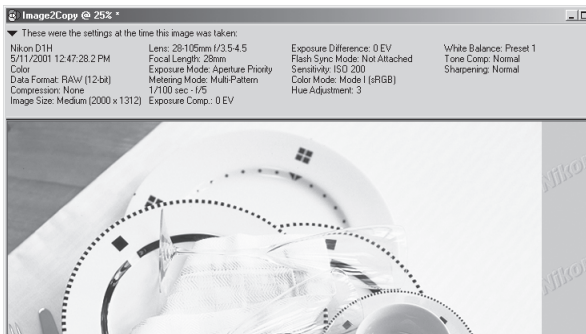 Image2Copy @ 25% *
These were the settings at the time this image was taken:
Nikon D1H
5/11/2001 12:47:28.2 PM
Color
Data Format: RAW (12-bit)
Compression: None
Image Size: Medium (2000 x 1312)
Lens: 28-105mm f/3.5-4.5
Focal Length: 28mm
Exposure Mode: Aperture Priority
Metering Mode: Multi-Pattern
1/100 sec - f/5
Exposure Comp.: 0 EV
Exposure Difference: 0 EV
Flash Sync Mode: Not Attached
Sensitivity: ISO 200
Color Mode: Mode I (sRGB)
Hue Adjustment: 3
White Balance: Preset 1
Tone Comp: Normal
Sharpening: Normal